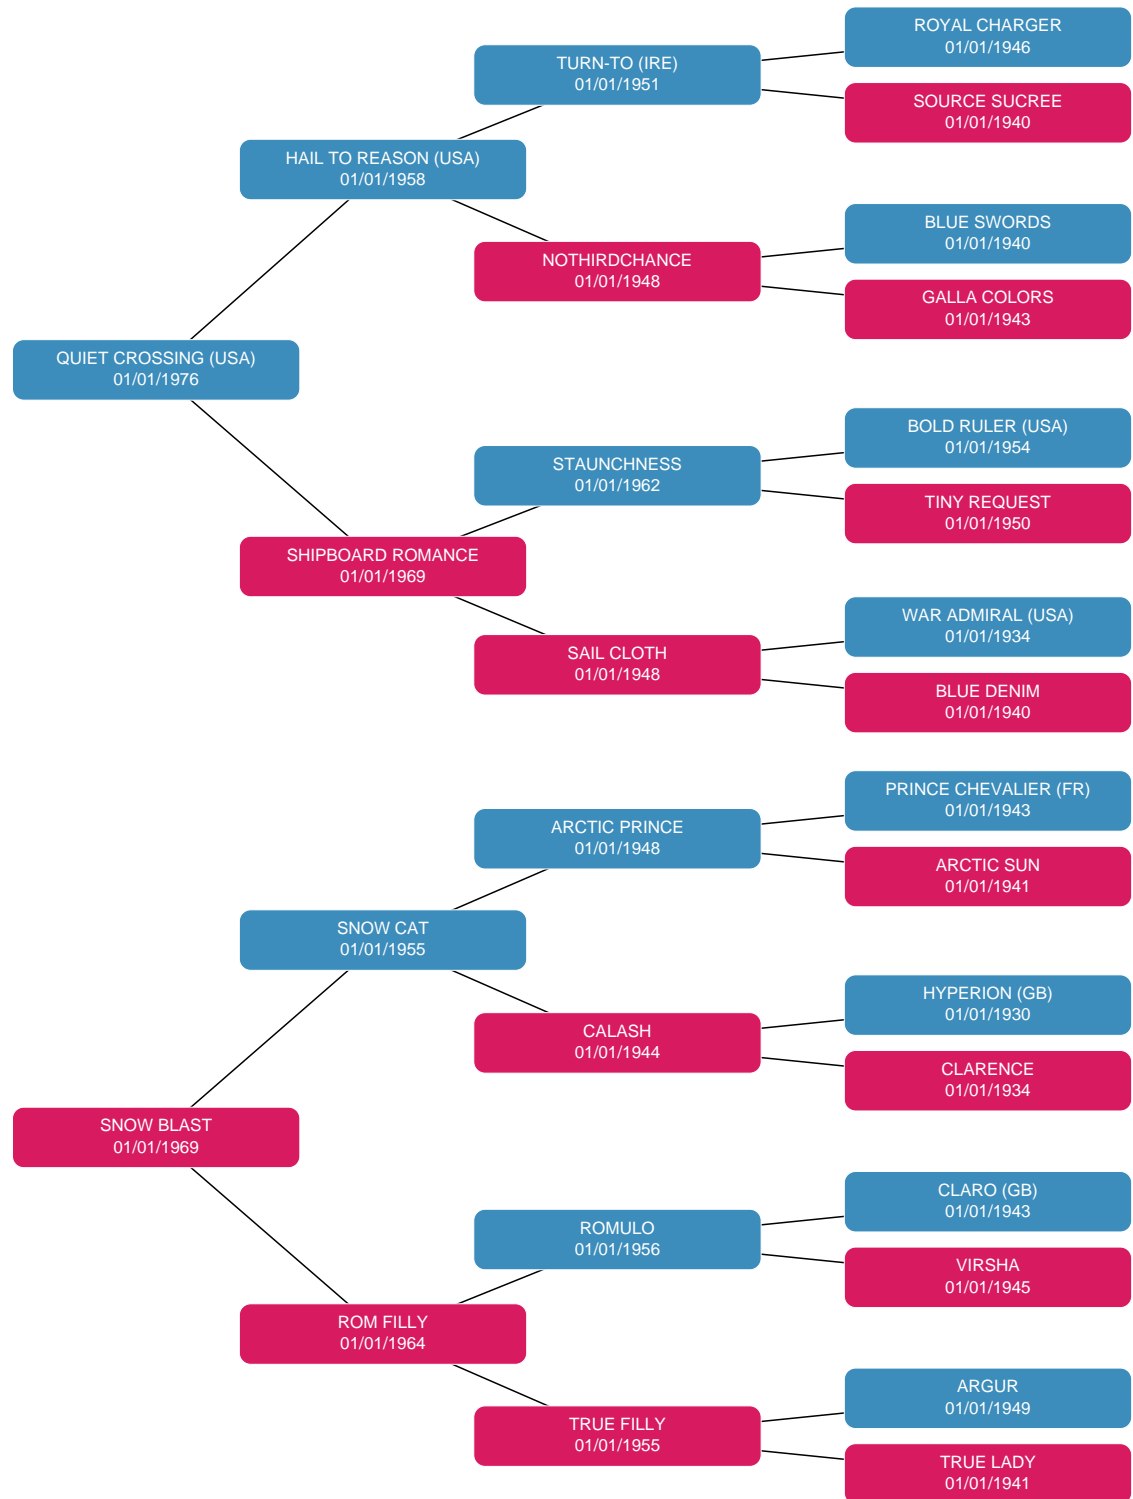 ROYAL CHARGER
01/01/1946
TURN-TO (IRE)
01/01/1951
SOURCE SUCREE
01/01/1940
HAIL TO REASON (USA)
01/01/1958
BLUE SWORDS
01/01/1940
NOTHIRDCHANCE
01/01/1948
GALLA COLORS
01/01/1943
QUIET CROSSING (USA)
01/01/1976
BOLD RULER (USA)
01/01/1954
STAUNCHNESS
01/01/1962
TINY REQUEST
01/01/1950
SHIPBOARD ROMANCE
01/01/1969
WAR ADMIRAL (USA)
01/01/1934
SAIL CLOTH
01/01/1948
BLUE DENIM
01/01/1940
PRINCE CHEVALIER (FR)
01/01/1943
ARCTIC PRINCE
01/01/1948
ARCTIC SUN
01/01/1941
SNOW CAT
01/01/1955
HYPERION (GB)
01/01/1930
CALASH
01/01/1944
CLARENCE
01/01/1934
SNOW BLAST
01/01/1969
CLARO (GB)
01/01/1943
ROMULO
01/01/1956
VIRSHA
01/01/1945
ROM FILLY
01/01/1964
ARGUR
01/01/1949
TRUE FILLY
01/01/1955
TRUE LADY
01/01/1941